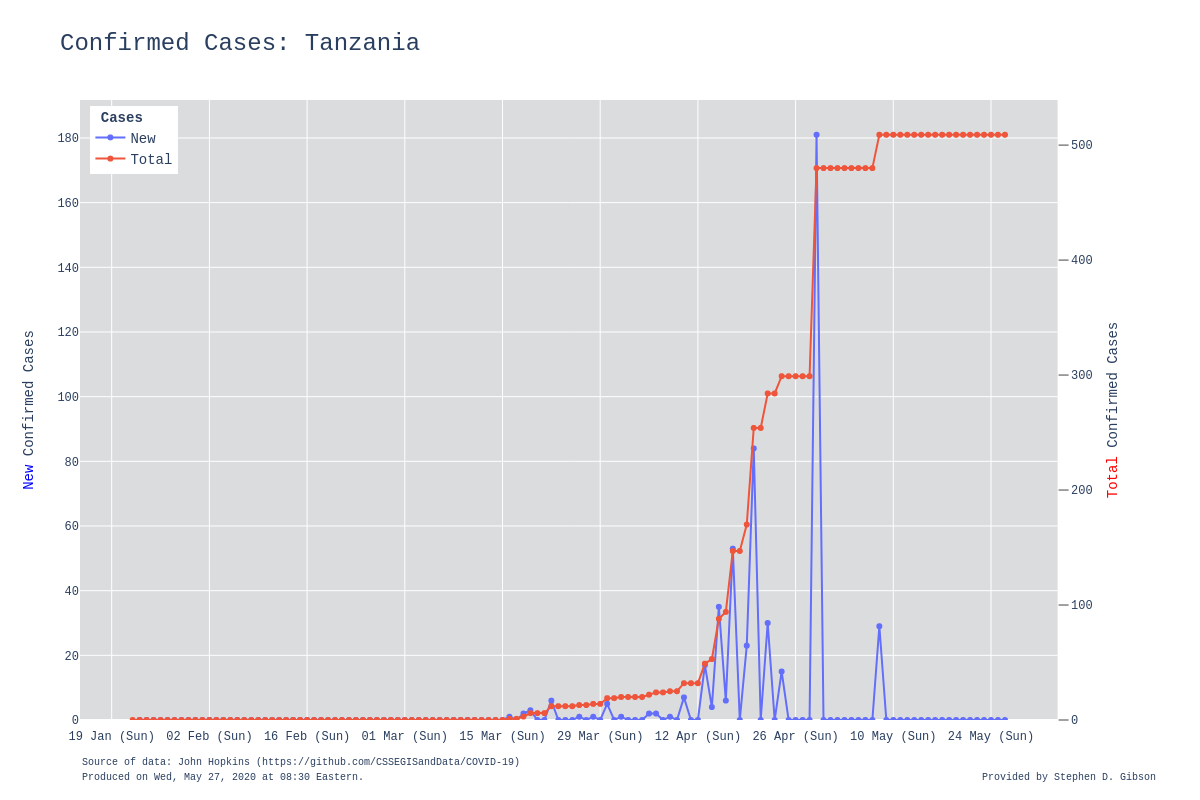 Confirmed Cases: Tanzania
Cases
New
Total
180
160
140
120
100
80
60
40
20
0
New Confirmed Cases
500
400
300
200
100
0
Total Confirmed Cases
19 Jan (Sun) 02 Feb (Sun) 16 Feb (Sun) 01 Mar (Sun) 15 Mar (Sun) 29 Mar (Sun) 12 Apr (Sun) 26 Apr (Sun) 10 May (Sun) 24 May (Sun)
Source of data: John Hopkins (https://github.com/CSSEGISandData/COVID-19)
Produced on Wed, May 27, 2020 at 08:30 Eastern.
Provided by Stephen D. Gibson